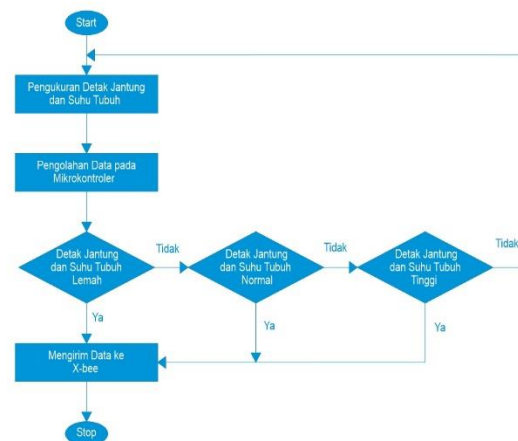 Start
Pengukuran Detak Jantung
dan Suhu Tubuh
Pengolahan Data pada
Mikrokontroler
Detak Jantung
dan Suhu Tubuh
Lemah
Tidak
Detak Jantung
dan Suhu Tubuh
Normal
Tidak
Detak Jantung
dan Suhu Tubuh
Tinggi
Tidak
Ya
Ya
Ya
Mengirim Data ke
X-bee
Stop